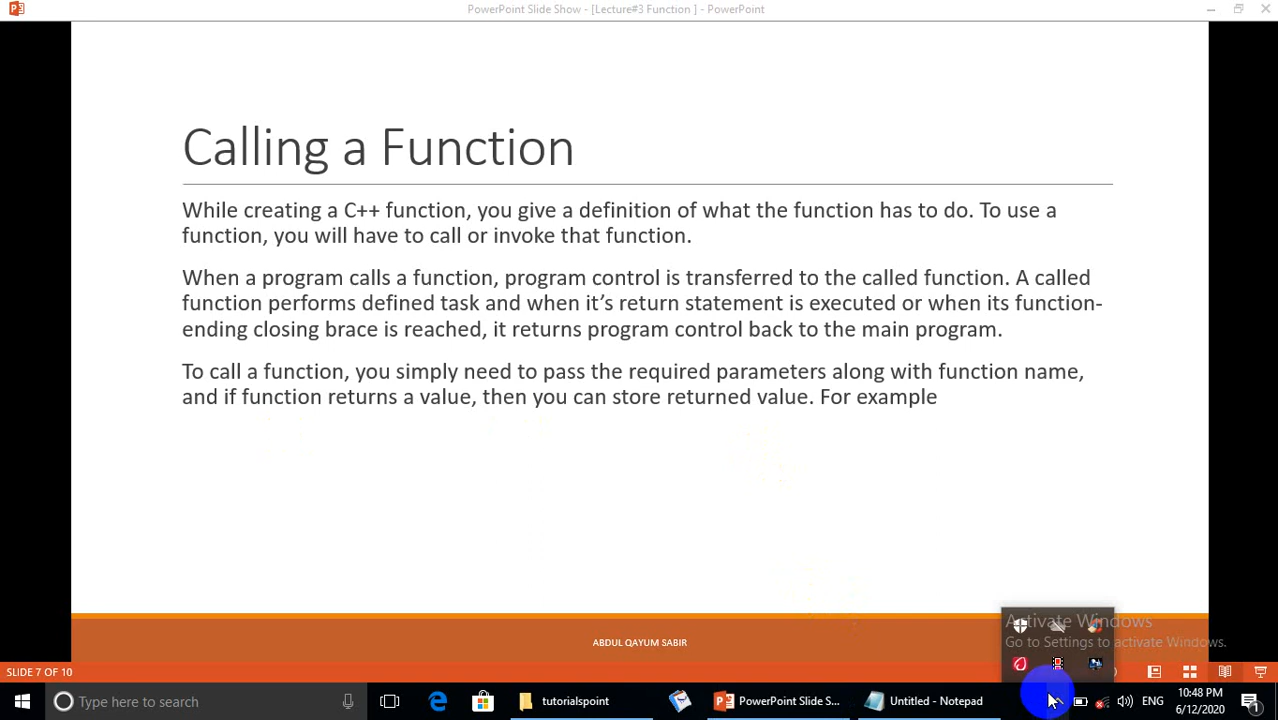 PowerPoint Slide Show - [Lecture#3 Function ] - PowerPoint
Calling a Function
While creating a C++ function, you give a definition of what the function has to do. To use a
function, you will have to call or invoke that function.
When a program calls a function, program control is transferred to the called function. A called
function performs defined task and when it’s return statement is executed or when its function-
ending closing brace is reached, it returns program control back to the main program.
To call a function, you simply need to pass the required parameters along with function name,
and if function returns a value, then you can store returned value. For example
ABDUL QAYUM SABIR
Activate Windows
Go to Settings to activate Windows.
SLIDE 7 OF 10
Type here to search
tutorialspoint
PowerPoint Slide S...
Untitled - Notepad
ENG
10:48 PM
6/12/2020
1